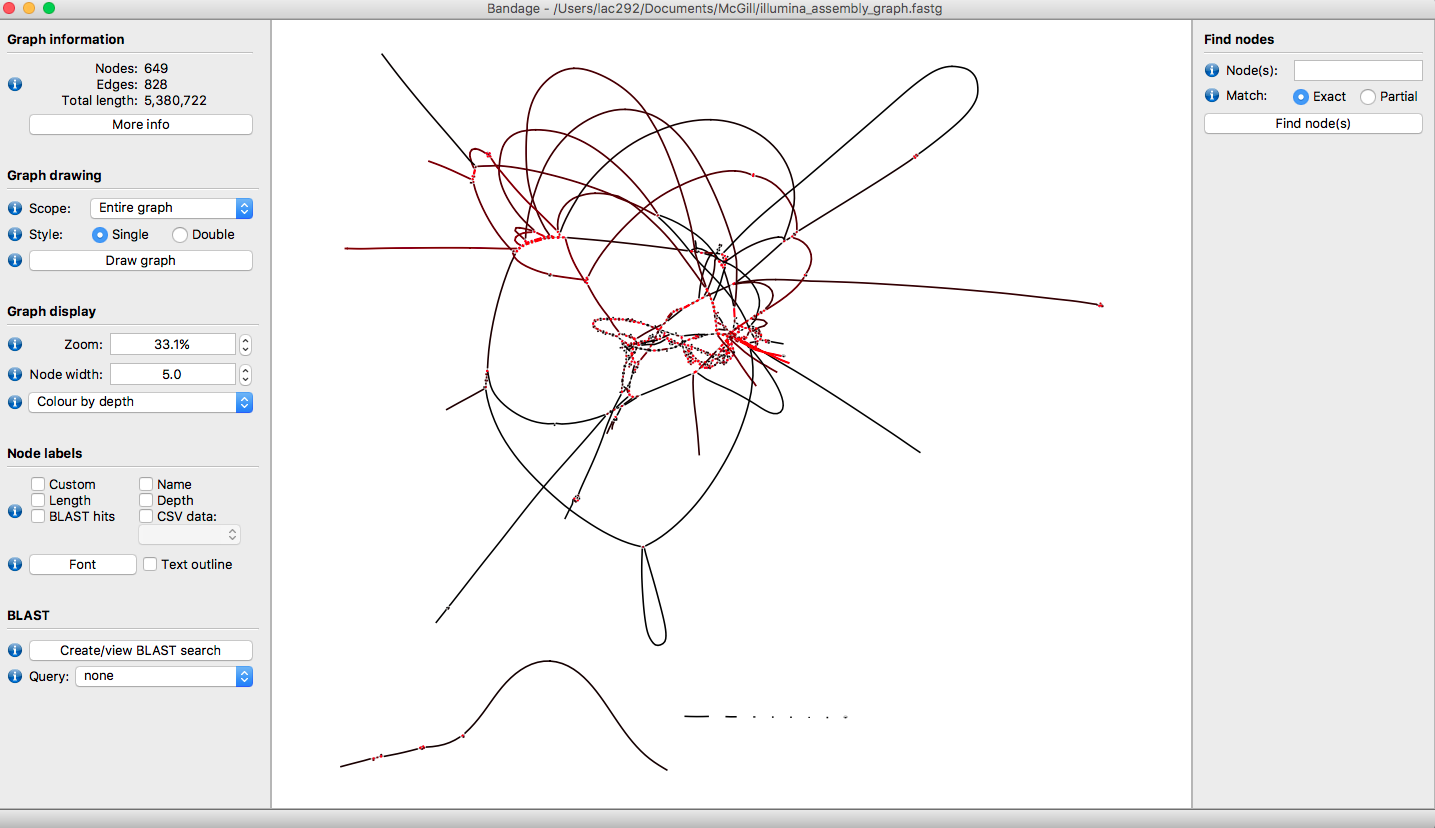 Bandage - /Users/lac292/Documents/McGill/illumina_assembly_graph.fastg
Graph information
Nodes: 649
Edges: 828
Total length: 5,380,722
More info
Graph drawing
Scope: Entire graph
Style: Single Double
Draw graph
Graph display
Zoom: 33.1%
Node width: 5.0
Colour by depth
Node labels
Custom Name
Length Depth
BLAST hits CSV data:
Font Text outline
BLAST
Create/view BLAST search
Query: none
Find nodes
Node(s):
Match: Exact Partial
Find node(s)